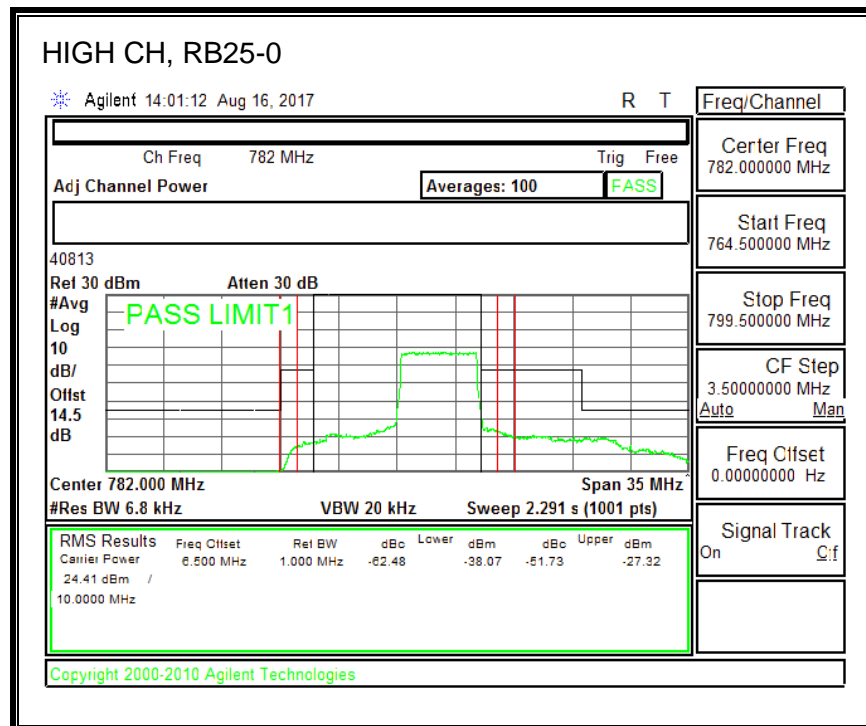 HIGH CH, RB25-0
Agilent 14:01:12 Aug 16, 2017 R T
Ch Freq 782 MHz Trig Free
Adj Channel Power Averages: 100 PASS
40813
Ref 30 dBm Atten 30 dB
#Avg
Log
10
dB/
Offst
14.5
dB
PASS LIMIT1
Center 782.000 MHz Span 35 MHz
#Res BW 6.8 kHz VBW 20 kHz Sweep 2.291 s (1001 pts)
RMS Results Freq Offset Ref BW dBc Lower dBm dBc Upper dBm
Carrier Power 6.500 MHz 1.000 MHz -62.48 -38.07 -51.73 -27.32
24.41 dBm /
10.0000 MHz
Copyright 2000-2010 Agilent Technologies
Freq/Channel
Center Freq
782.000000 MHz
Start Freq
764.500000 MHz
Stop Freq
799.500000 MHz
CF Step
3.50000000 MHz
Auto Man
Freq Offset
0.00000000 Hz
Signal Track
On Off